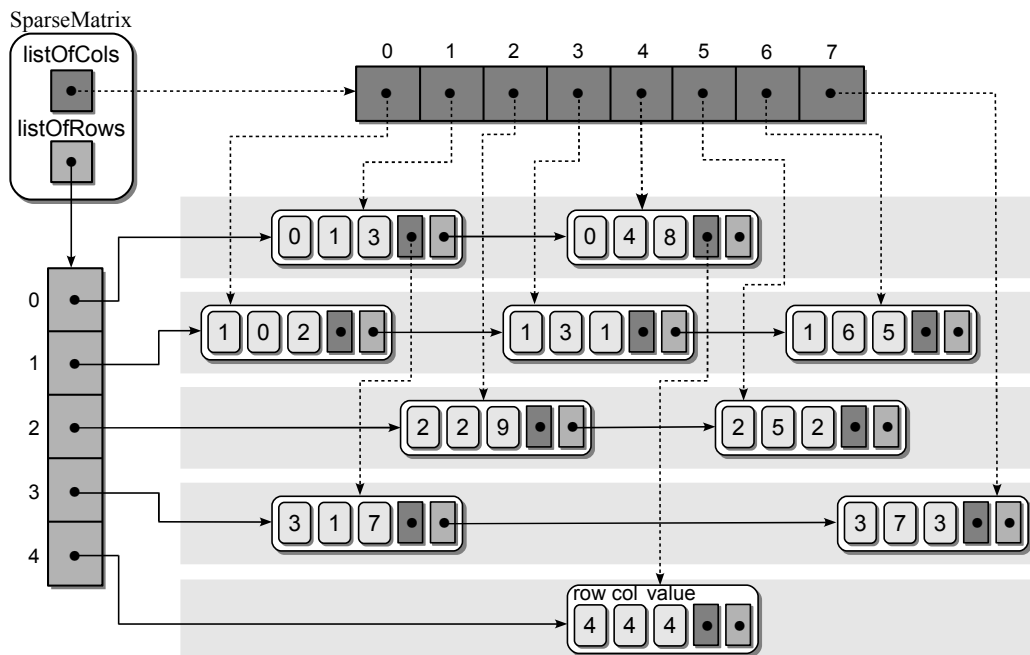 SparseMatrix
listOfCols
listOfRows
0 1 2 3 4 5 6 7
0
0 1 3
0 4 8
1
1 0 2
1 3 1
1 6 5
2
2 2 9
2 5 2
3
3 1 7
3 7 3
4
row col value
4 4 4